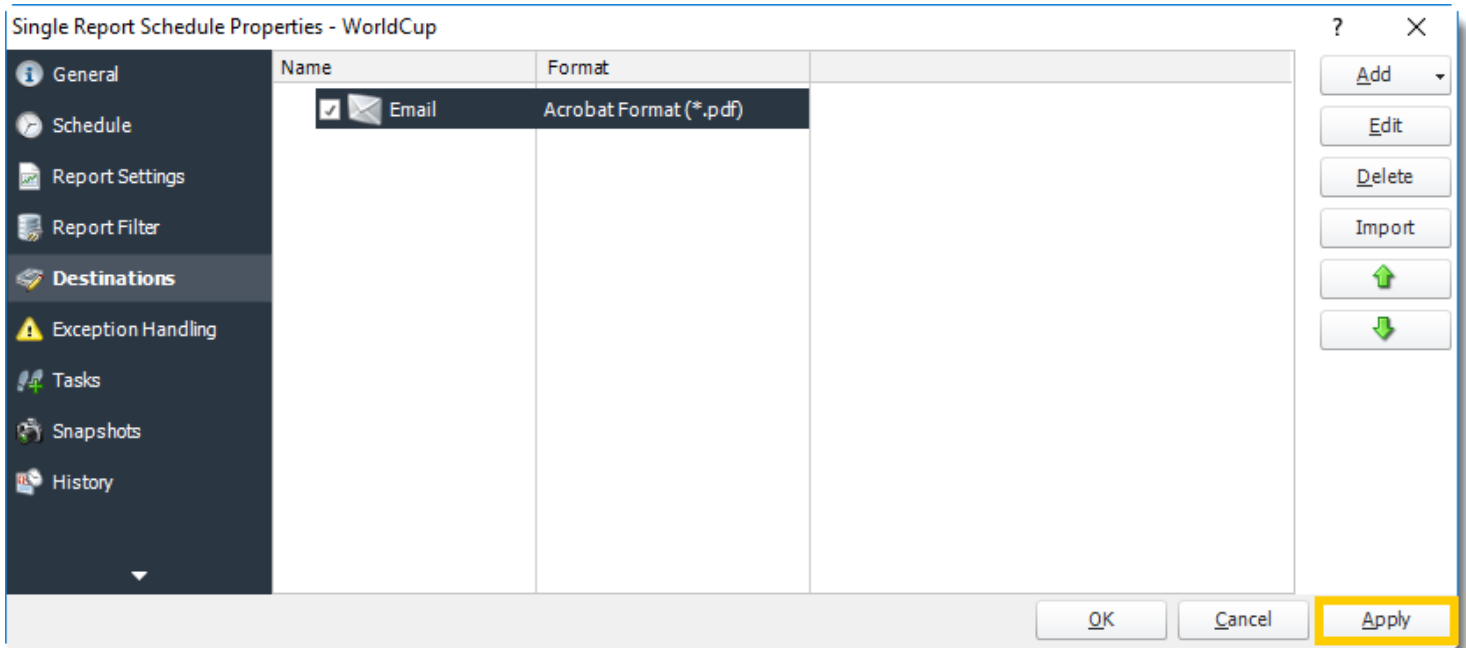 Single Report Schedule Properties - WorldCup ?
General
Schedule
Report Settings
Report Filter
Destinations
Exception Handling
Tasks
Snapshots
History
Name Format
Email Acrobat Format (*.pdf)
Add
Edit
Delete
Import
OK Cancel Apply